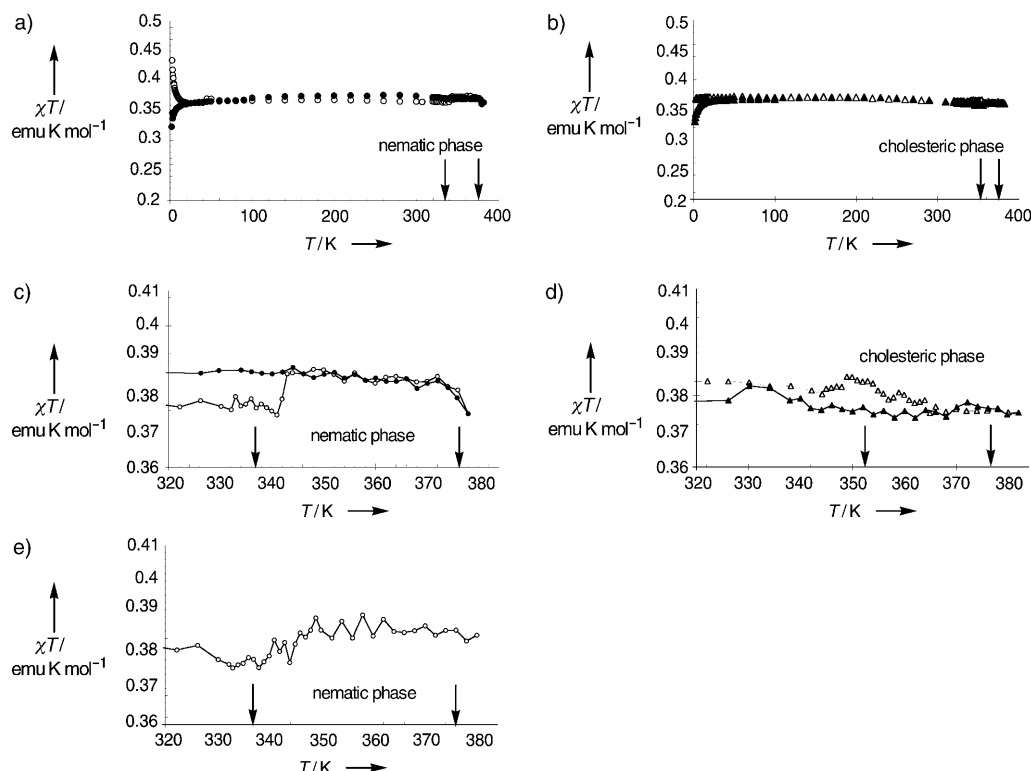 a)
0.5
0.45
0.4
0.35
0.3
0.25
0.2
χT/
emu K mol⁻¹
nematic phase
0 100 200 300 400
T/K
b)
0.5
0.45
0.4
0.35
0.3
0.25
0.2
χT/
emu K mol⁻¹
cholesteric phase
0 100 200 300 400
T/K
c)
0.41
0.4
0.39
0.38
0.37
0.36
χT/
emu K mol⁻¹
nematic phase
320 330 340 350 360 370 380
T/K
d)
0.41
0.4
0.39
0.38
0.37
0.36
χT/
emu K mol⁻¹
cholesteric phase
320 330 340 350 360 370 380
T/K
e)
0.41
0.4
0.39
0.38
0.37
0.36
χT/
emu K mol⁻¹
nematic phase
320 330 340 350 360 370 380
T/K